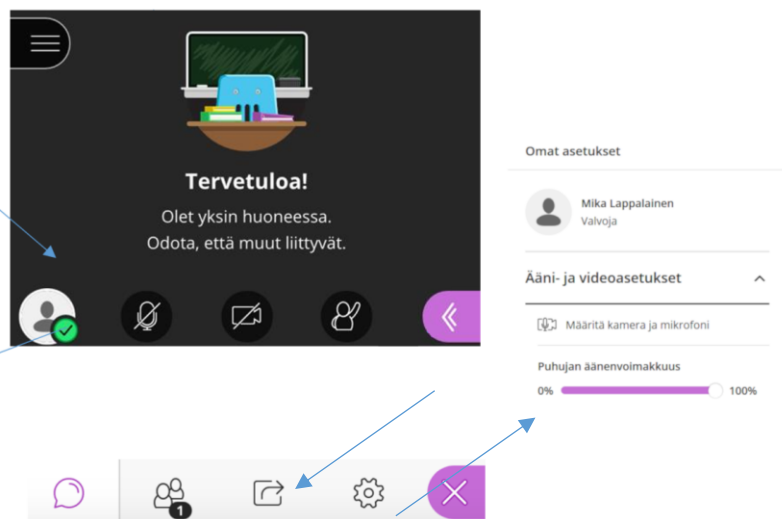 Tervetuloa!
Olet yksin huoneessa.
Odota, että muut liittyvät.
Omat asetukset
Mika Lappalainen
Valvoja
Ääni- ja videoasetukset
Määritä kamera ja mikrofoni
Puhujan äänenvoimakkuus
0% 100%
1